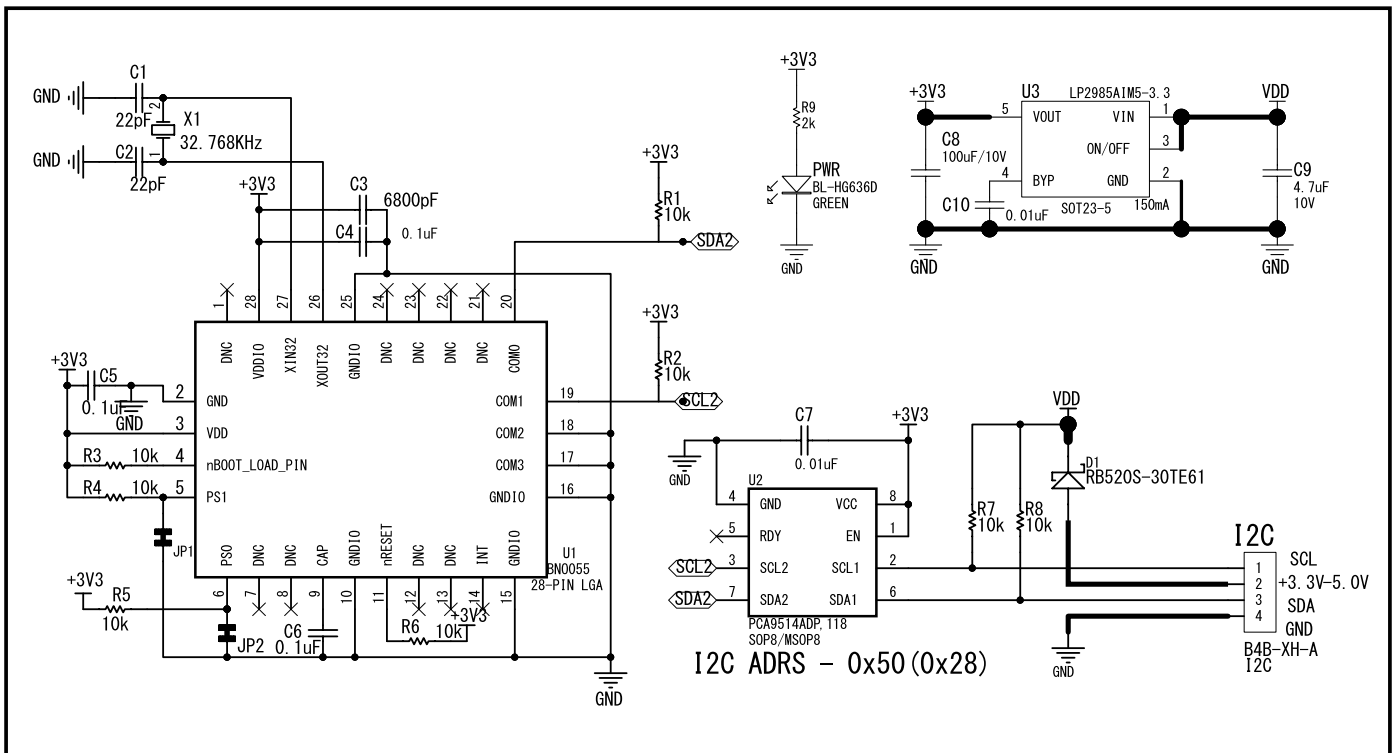 C1
GND
22pF
2
X1
32.768KHz
C2
GND
1
22pF
+3V3
C3
6800pF
C4
0.1uF
+3V3
R1
10k
SDA2
1
28
27
26
25
24
23
22
21
20
DNC
VDDIO
XIN32
XOUT32
GNDIO
DNC
DNC
DNC
DNC
COM0
+3V3
R2
10k
SCL2
+3V3
C5
0.1uF
GND
2
GND
3
VDD
R3
10k
4
nBOOT_LOAD_PIN
R4
10k
5
PS1
COM1
19
COM2
18
COM3
17
GNDIO
16
JP1
PS0
DNC
DNC
CAP
GNDIO
nRESET
DNC
DNC
INT
GNDIO
U1
BNO055
28-PIN LGA
6
7
8
9
10
11
12
13
14
15
+3V3
R5
10k
JP2
C6
0.1uF
R6
10k
+3V3
GND
+3V3
R9
2k
PWR
BL-HG636D
GREEN
GND
+3V3
U3
LP2985AIM5-3.3
VDD
5
VOUT
VIN
1
ON/OFF
3
4
BYP
GND
2
C8
100uF/10V
C10
0.01uF
SOT23-5
150mA
C9
4.7uF
10V
GND
GND
C7
0.01uF
+3V3
GND
U2
4
GND
VCC
8
5
RDY
EN
1
SCL2
3
SCL2
SCL1
2
SDA2
7
SDA2
SDA1
6
PCA9514ADP,118
SOP8/MSOP8
I2C ADRS - 0x50(0x28)
VDD
D1
RB520S-30TE61
R7
10k
R8
10k
I2C
1
SCL
2
+3.3V-5.0V
3
SDA
4
GND
B4B-XH-A
I2C
GND